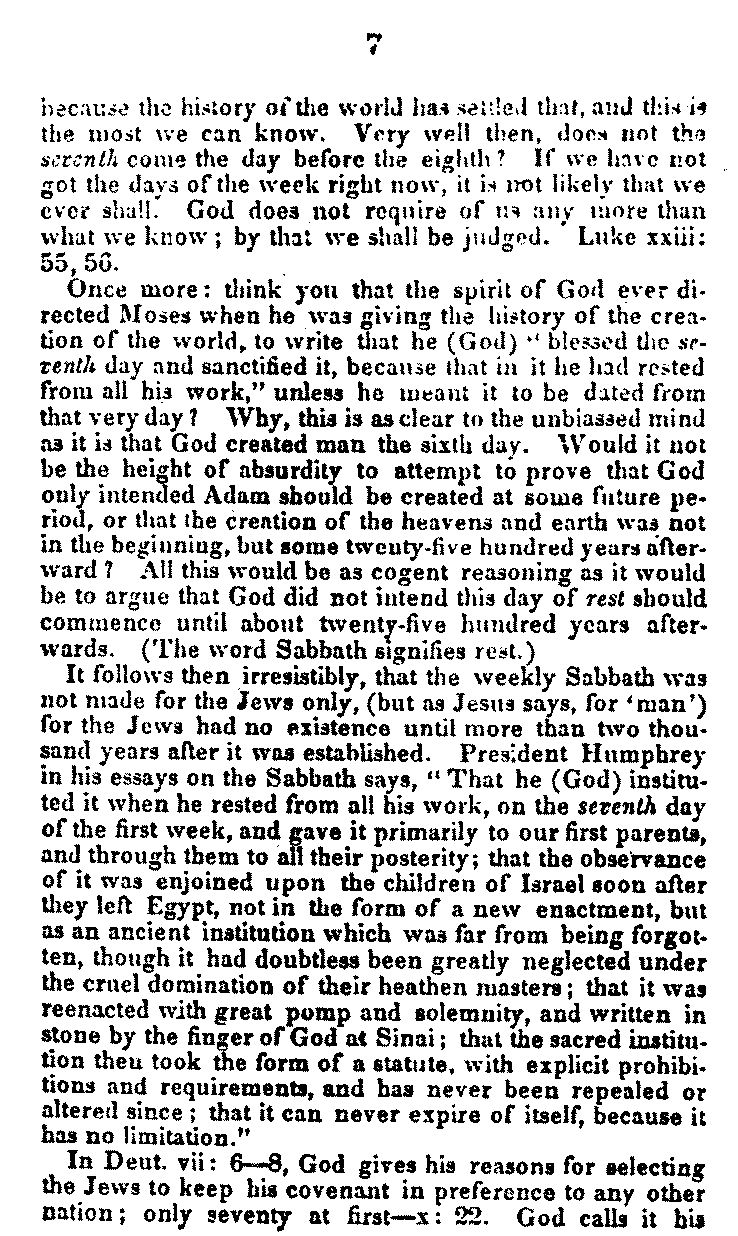 7
because the history of the world has settled that, and this is
the most we can know. Very well then, does not the
seventh come the day before the eighth? If we have not
got the days of the week right now, it is not likely that we
ever shall. God does not require of us any more than
what we know; by that we shall be judged. Luke xxiii:
55, 56.
Once more: think you that the spirit of God ever di-
rected Moses when he was giving the history of the crea-
tion of the world, to write that he (God) "blessed the se-
venth day and sanctified it, because that in it he had rested
from all his work," unless he meant it to be dated from
that very day? Why, this is as clear to the unbiassed mind
as it is that God created man the sixth day. Would it not
be the height of absurdity to attempt to prove that God
only intended Adam should be created at some future pe-
riod, or that the creation of the heavens and earth was not
in the beginning, but some twenty-five hundred years after-
ward? All this would be as cogent reasoning as it would
be to argue that God did not intend this day of rest should
commence until about twenty-five hundred years after-
wards. (The word Sabbath signifies rest.)
It follows then irresistibly, that the weekly Sabbath was
not made for the Jews only, (but as Jesus says, for 'man')
for the Jews had no existence until more than two thou-
sand years after it was established. President Humphrey
in his essays on the Sabbath says, "That he (God) institu-
ted it when he rested from all his work, on the seventh day
of the first week, and gave it primarily to our first parents,
and through them to all their posterity; that the observance
of it was enjoined upon the children of Israel soon after
they left Egypt, not in the form of a new enactment, but
as an ancient institution which was far from being forgot-
ten, though it had doubtless been greatly neglected under
the cruel domination of their heathen masters; that it was
reenacted with great pomp and solemnity, and written in
stone by the finger of God at Sinai; that the sacred institu-
tion then took the form of a statute, with explicit prohibi-
tions and requirements, and has never been repealed or
altered since; that it can never expire of itself, because it
has no limitation."
In Deut. vii: 6—8, God gives his reasons for selecting
the Jews to keep his covenant in preference to any other
nation; only seventy at first—x: 22. God calls it his